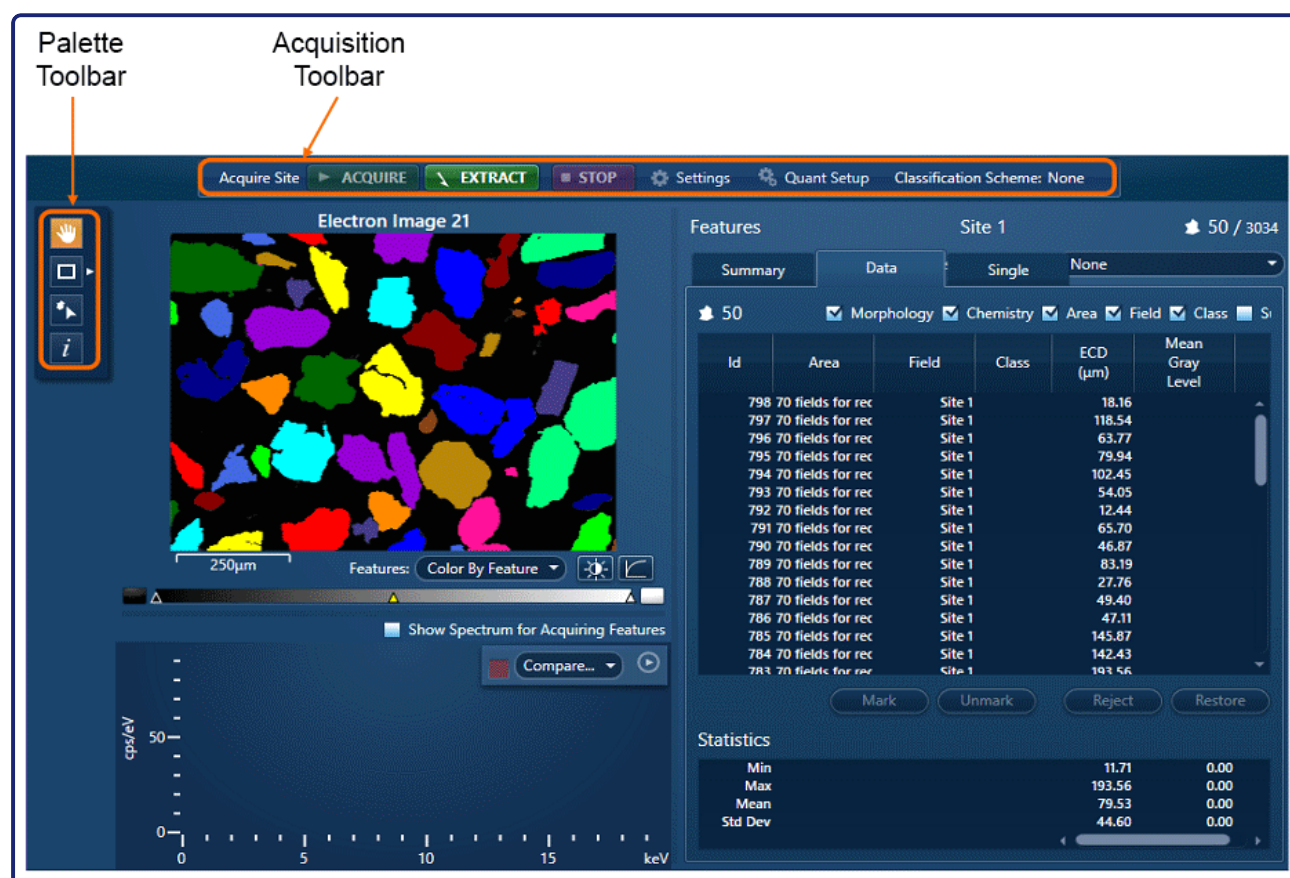 Palette
Toolbar
Acquisition
Toolbar
Acquire Site ACQUIRE EXTRACT STOP Settings Quant Setup Classification Scheme: None
Electron Image 21
Features Site 1 50 / 3034
Summary Data Single None
50 Morphology Chemistry Area Field Class
Id Area Field Class ECD (µm) Mean Gray Level
798 70 fields for rec Site 1 18.16
797 70 fields for rec Site 1 118.54
796 70 fields for rec Site 1 63.77
795 70 fields for rec Site 1 79.94
794 70 fields for rec Site 1 102.45
793 70 fields for rec Site 1 54.05
792 70 fields for rec Site 1 12.44
791 70 fields for rec Site 1 65.70
790 70 fields for rec Site 1 46.87
789 70 fields for rec Site 1 83.19
788 70 fields for rec Site 1 27.76
787 70 fields for rec Site 1 49.40
786 70 fields for rec Site 1 47.11
785 70 fields for rec Site 1 145.87
784 70 fields for rec Site 1 142.43
783 70 fields for rec Site 1 193.56
Mark Unmark Reject Restore
Statistics
Min 11.71 0.00
Max 193.56 0.00
Mean 79.53 0.00
Std Dev 44.60 0.00
i
250µm Features: Color By Feature
Show Spectrum for Acquiring Features
Compare...
cps/eV
50
0
0 5 10 15 keV